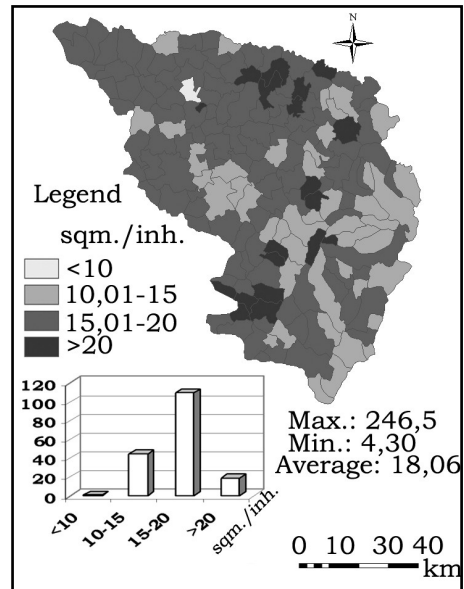 N
Legend
sqm./inh.
<10
10,01-15
15,01-20
>20
120
100
80
60
40
20
0
<10
10-15
15-20
>20
sqm./inh.
Max.: 246,5
Min.: 4,30
Average: 18,06
0 10 30 40
km